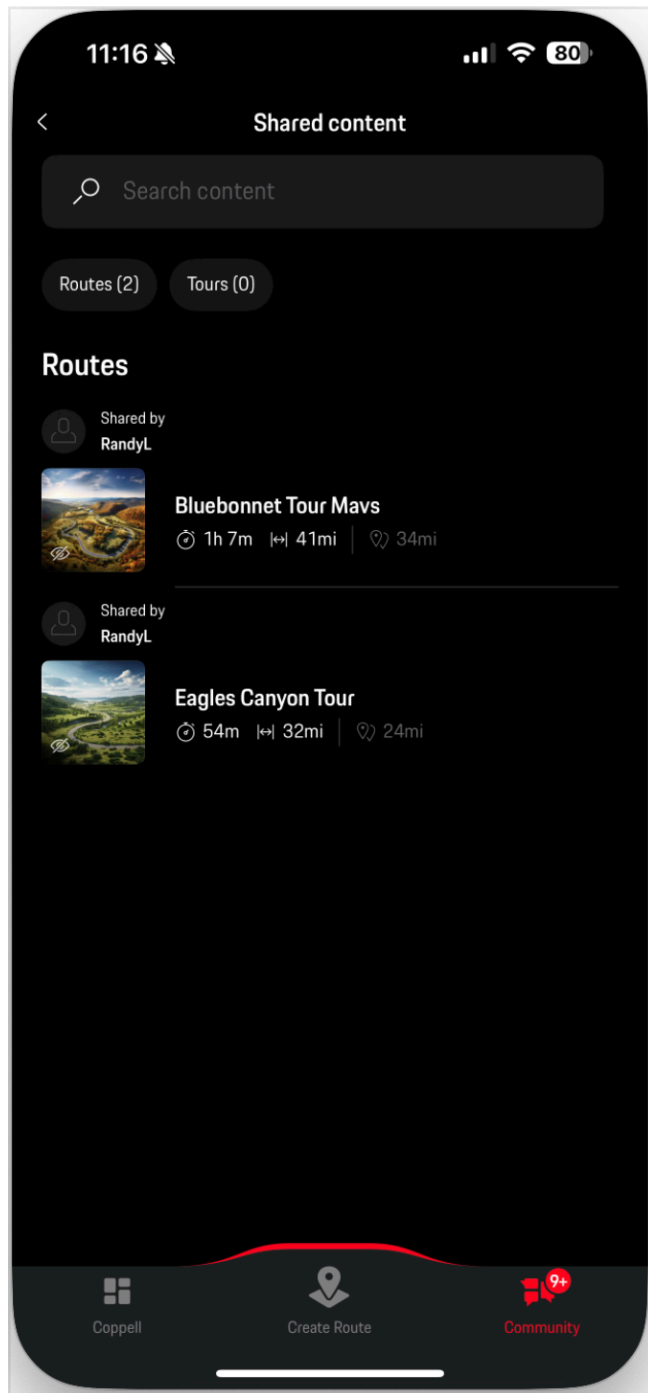 11:16
80
Shared content
Search content
Routes (2) Tours (0)
Routes
Shared by
RandyL
Bluebonnet Tour Mavs
1h 7m 41mi 34mi
Shared by
RandyL
Eagles Canyon Tour
54m 32mi 24mi
9+
Coppell Create Route Community